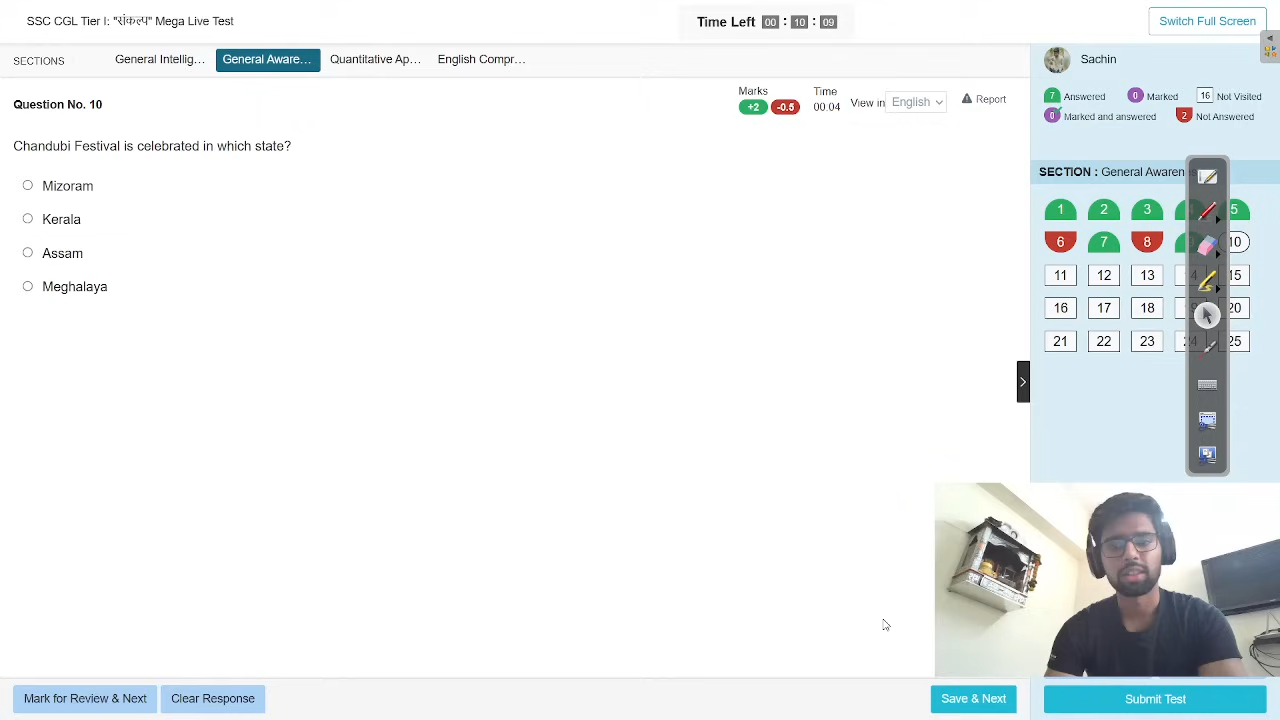 SSC CGL Tier I: "संकल्प" Mega Live Test
Time Left 00 : 10 : 09
Switch Full Screen
SECTIONS
General Intellig...
General Aware...
Quantitative Ap...
English Compr...
Sachin
Question No. 10
Marks
+2 -0.5
Time
00:04
View in English
Report
7 Answered
0 Marked
16 Not Visited
0 Marked and answered
2 Not Answered
Chandubi Festival is celebrated in which state?
Mizoram
Kerala
Assam
Meghalaya
SECTION : General Awaren
1 2 3 5
6 7 8 10
11 12 13 14 15
16 17 18 19 20
21 22 23 24 25
Mark for Review & Next
Clear Response
Save & Next
Submit Test